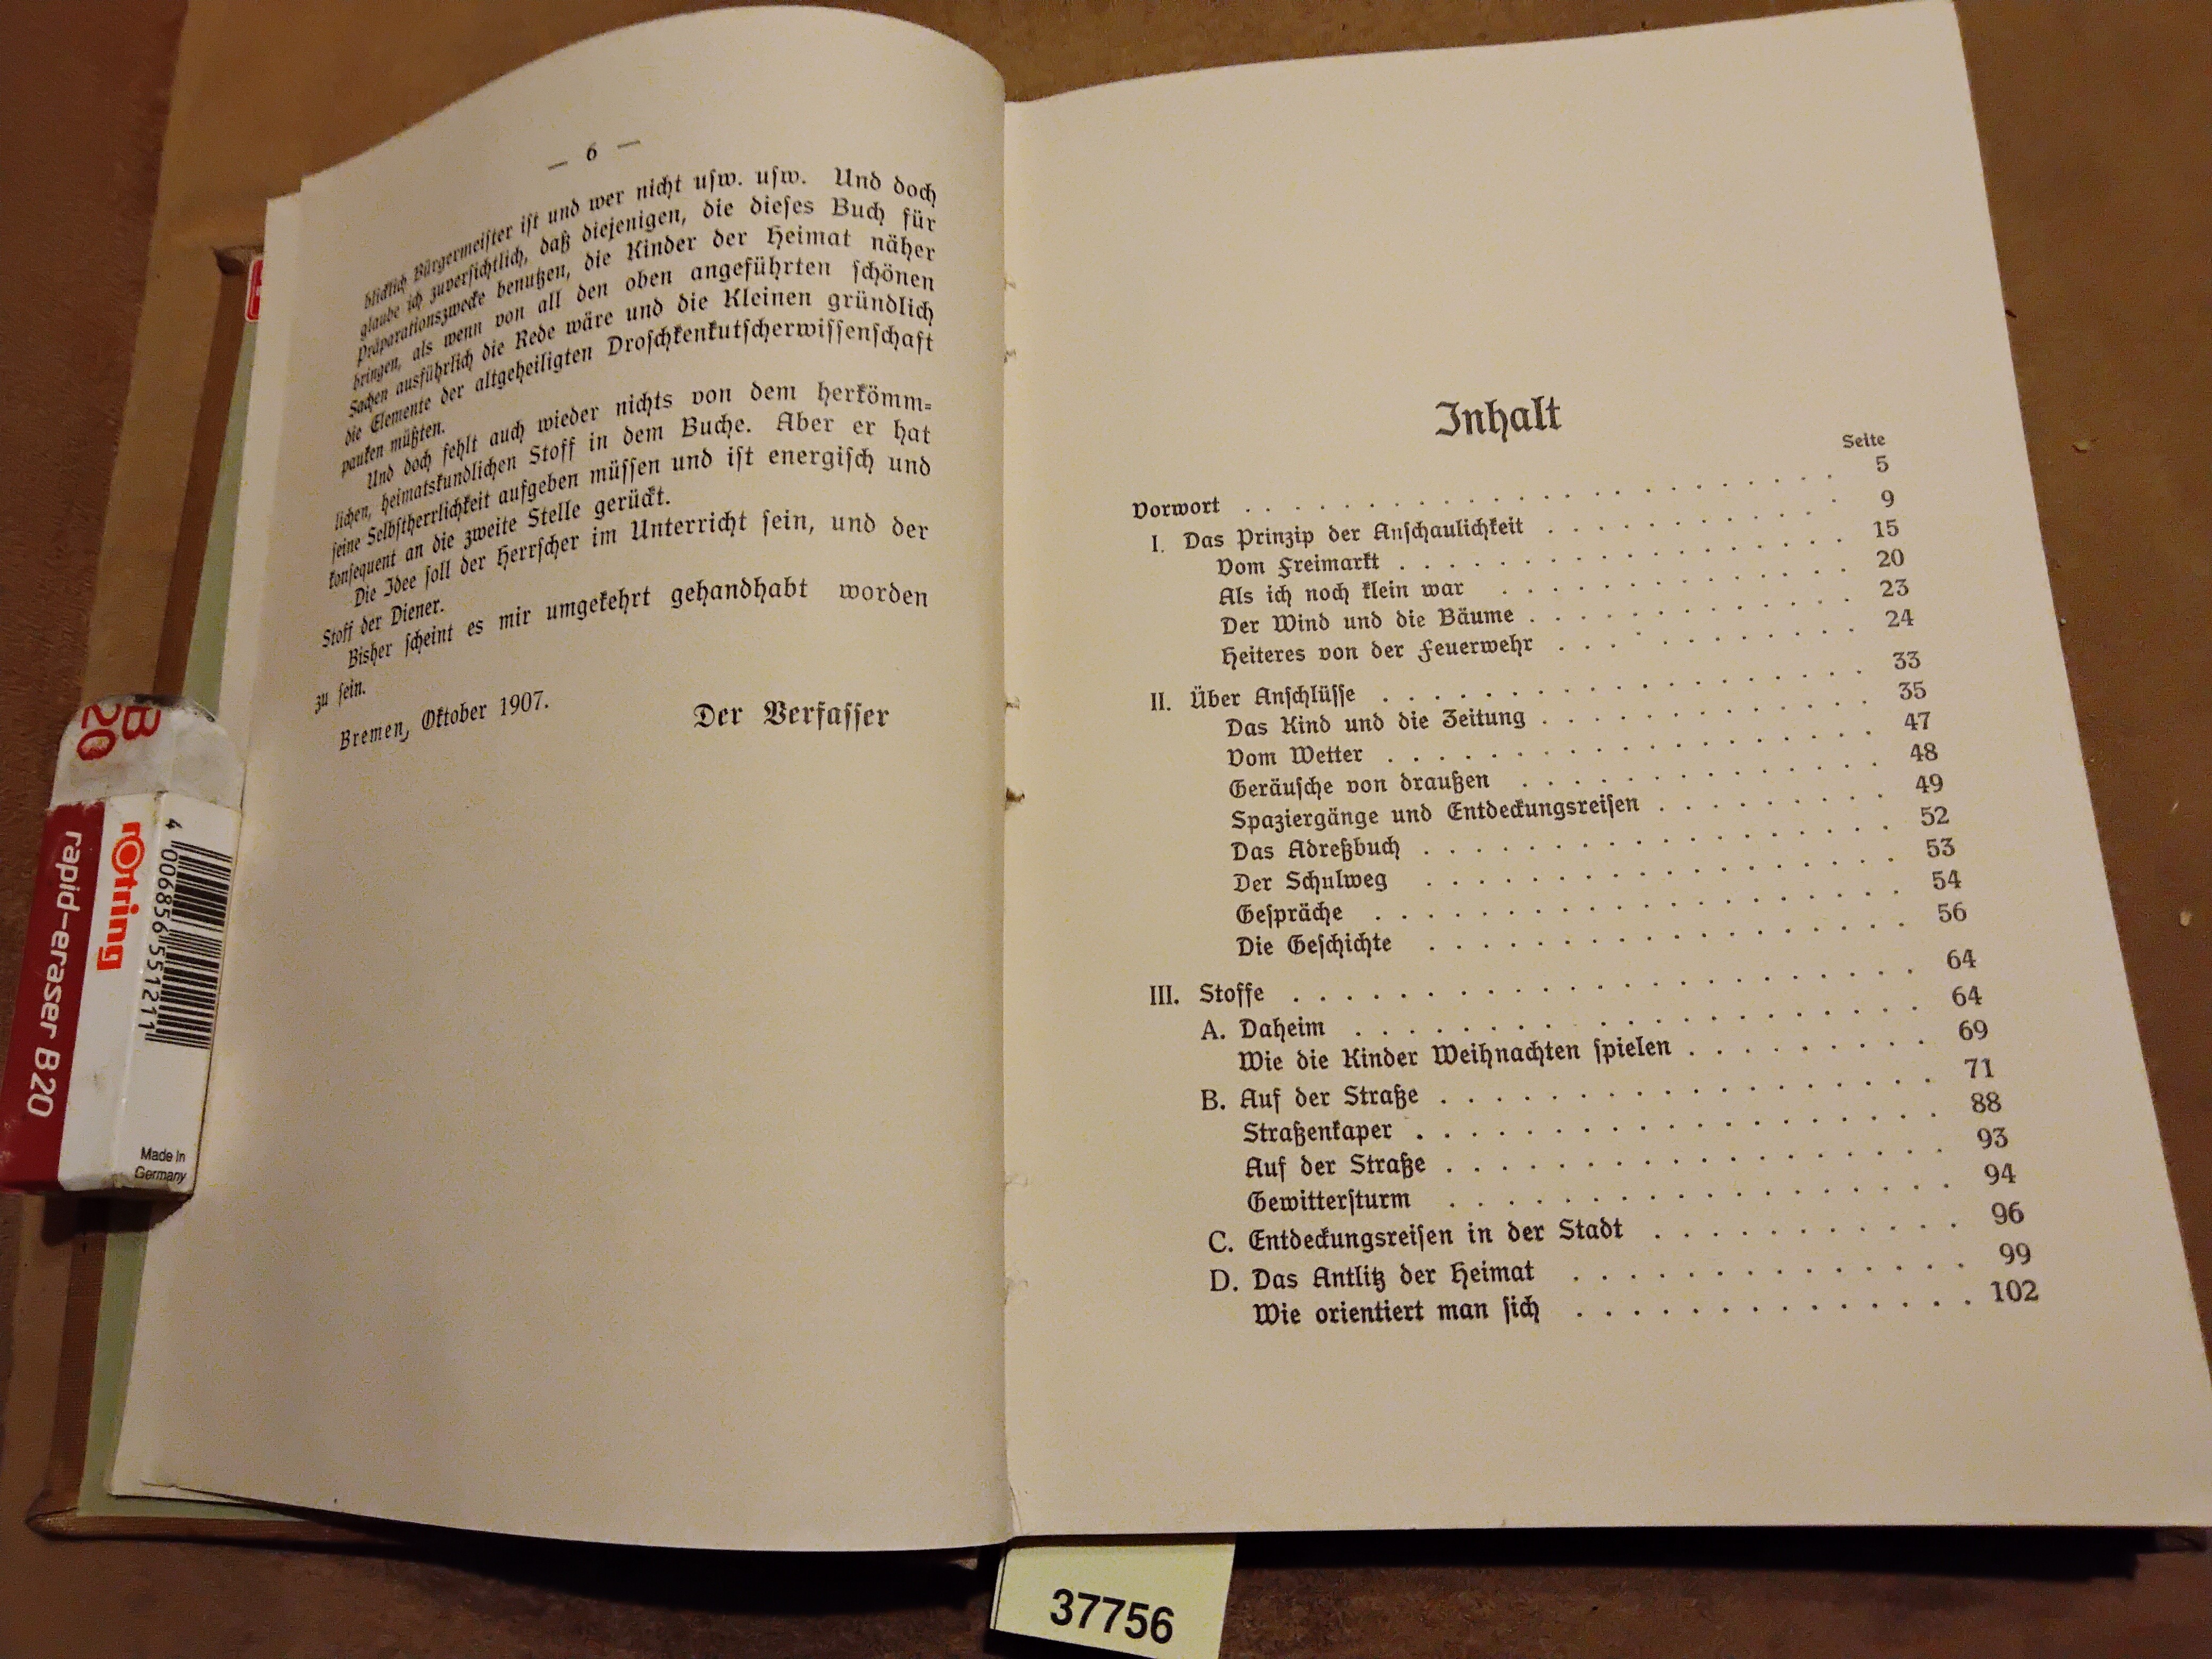 — 6 —
blicklich Bürgermeister ist und wer nicht usw. usw. Und doch
glaube ich zuversichtlich, daß diejenigen, die dieses Buch für
Präparationszwecke benutzen, die Kinder der Heimat näher
bringen, als wenn von all den oben angeführten schönen
Sachen ausführlich die Rede wäre und die Kleinen gründlich
die Elemente der altgeheiligten Droschkenkutscherwissenschaft
pauken müßten.
Und doch fehlt auch wieder nichts von dem herkömm-
lichen, heimatskundlichen Stoff in dem Buche. Aber er hat
seine Selbstherrlichkeit aufgeben müssen und ist energisch und
konsequent an die zweite Stelle gerückt.
Die Idee soll der Herrscher im Unterricht sein, und der
Stoff der Diener.
Bisher scheint es mir umgekehrt gehandhabt worden
zu sein.
Bremen, Oktober 1907.
Der Verfasser
Inhalt
Seite
Vorwort . . . . . . . . . . . . . . . . . . . . 5
I. Das Prinzip der Anschaulichkeit . . . . . . . . . . 9
Vom Freimarkt . . . . . . . . . . . . . . . 15
Als ich noch klein war . . . . . . . . . . . . 20
Der Wind und die Bäume . . . . . . . . . . . 23
Heiteres von der Feuerwehr . . . . . . . . . . 24
II. Über Anschlüsse . . . . . . . . . . . . . . . . 33
Das Kind und die Zeitung . . . . . . . . . . . 35
Vom Wetter . . . . . . . . . . . . . . . . 47
Geräusche von draußen . . . . . . . . . . . . 48
Spaziergänge und Entdeckungsreisen . . . . . . . . 49
Das Adreßbuch . . . . . . . . . . . . . . . 52
Der Schulweg . . . . . . . . . . . . . . . 53
Gespräche . . . . . . . . . . . . . . . . . 54
Die Geschichte . . . . . . . . . . . . . . . 56
III. Stoffe . . . . . . . . . . . . . . . . . . . . 64
A. Daheim . . . . . . . . . . . . . . . . . . 64
Wie die Kinder Weihnachten spielen . . . . . . . . 69
B. Auf der Straße . . . . . . . . . . . . . . . 71
Straßenkaper . . . . . . . . . . . . . . . . 88
Auf der Straße . . . . . . . . . . . . . . . 93
Gewittersturm . . . . . . . . . . . . . . . 94
C. Entdeckungsreisen in der Stadt . . . . . . . . . 96
D. Das Antlitz der Heimat . . . . . . . . . . . . 99
Wie orientiert man sich . . . . . . . . . . . . 102
B
20
rapid-eraser B20
rotring
4 006856 551211
Made in
Germany
37756